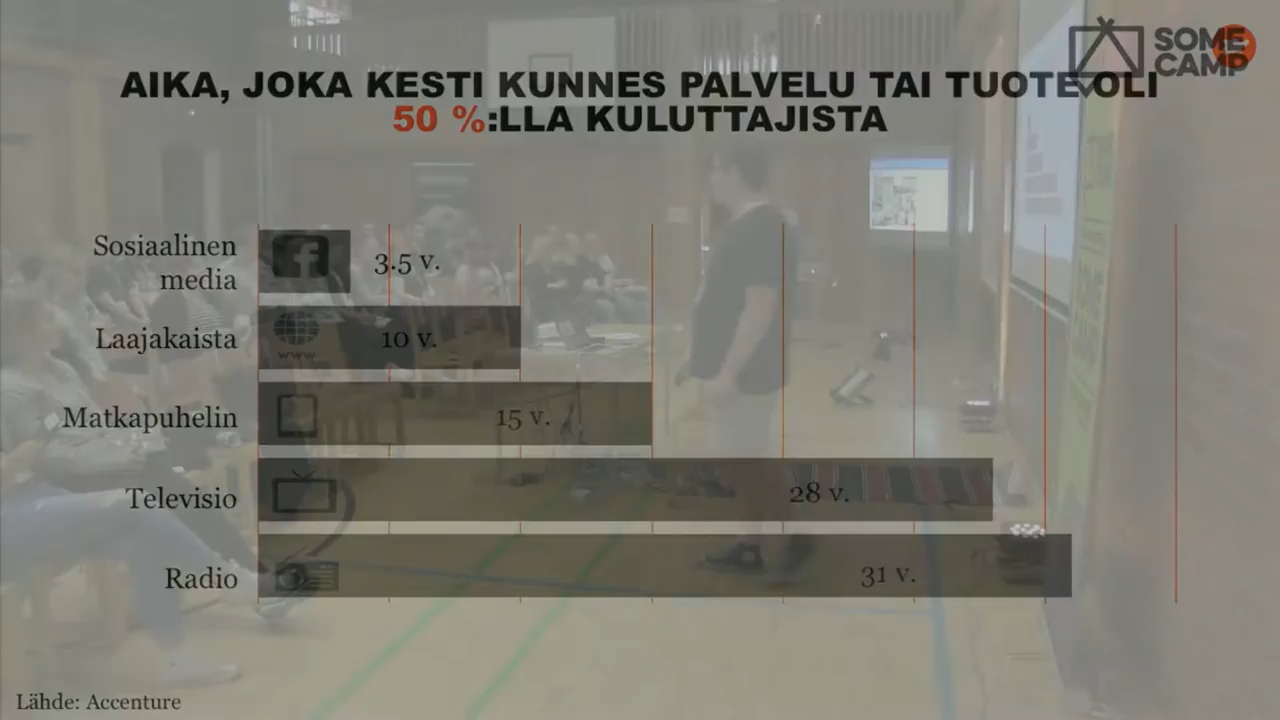 SOME
CAMP
AIKA, JOKA KESTI KUNNES PALVELU TAI TUOTE OLI
50 %:LLA KULUTTAJISTA
Sosiaalinen
media
f
3.5 v.
Laajakaista
www
10 v.
Matkapuhelin
15 v.
Televisio
28 v.
Radio
31 v.
Lähde: Accenture